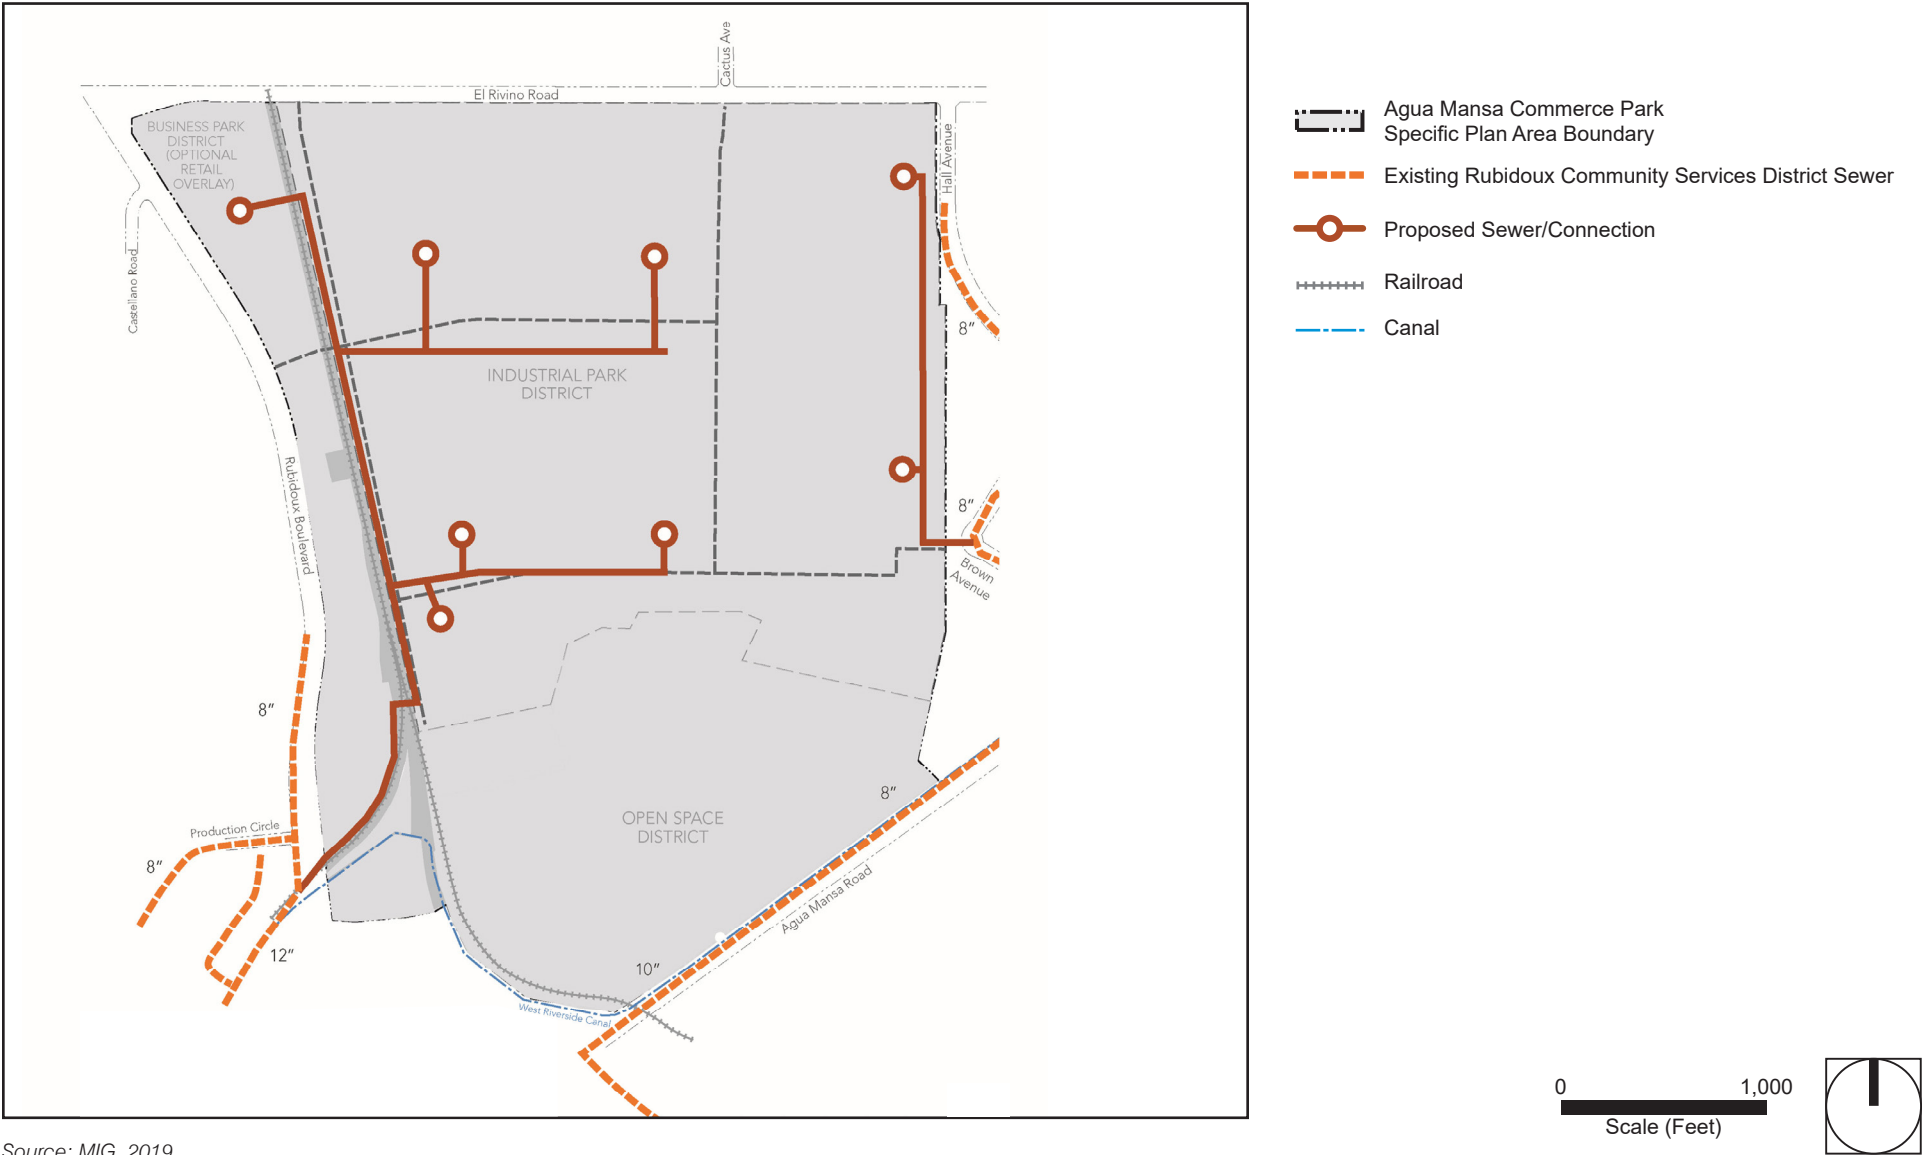 Cactus Ave
El Rivino Road
BUSINESS PARK
DISTRICT
(OPTIONAL
RETAIL
OVERLAY)
Hall Avenue
Castellano Road
8”
INDUSTRIAL PARK
DISTRICT
Rubidoux Boulevard
8”
Brown
Avenue
8”
8”
OPEN SPACE
DISTRICT
Production Circle
8”
Agua Mansa Road
12”
10”
West Riverside Canal
Agua Mansa Commerce Park
Specific Plan Area Boundary
Existing Rubidoux Community Services District Sewer
Proposed Sewer/Connection
Railroad
Canal
0 1,000
Scale (Feet)
Source: MIG, 2019